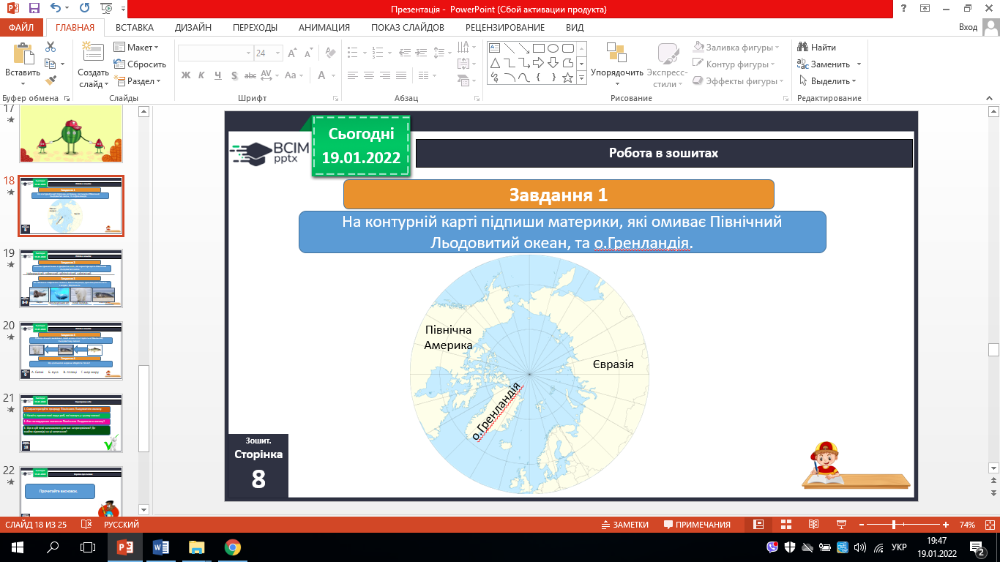 Презентація - PowerPoint (Сбой активации продукта)
ФАЙЛ
ГЛАВНАЯ
ВСТАВКА
ДИЗАЙН
ПЕРЕХОДЫ
АНИМАЦИЯ
ПОКАЗ СЛАЙДОВ
РЕЦЕНЗИРОВАНИЕ
ВИД
Вход
Вставить
Создать
слайд
Макет
Сбросить
Раздел
24
Ж К Ч S abc AV Aa A
Упорядочить
Экспресс-
стили
Заливка фигуры
Контур фигуры
Эффекты фигуры
Найти
Заменить
Выделить
Буфер обмена
Слайды
Шрифт
Абзац
Рисование
Редактирование
17
18
19
20
21
22
Прочитайте висновок.
Сьогодні
19.01.2022
BCIM
pptx
Робота в зошитах
Завдання 1
На контурній карті підпиши материки, які омиває Північний
Льодовитий океан, та о.Гренландія.
Північна
Америка
Євразія
о.Гренландія
Зошит.
Сторінка
8
СЛАЙД 18 ИЗ 25
РУССКИЙ
ЗАМЕТКИ
ПРИМЕЧАНИЯ
74%
УКР
19:47
19.01.2022
2